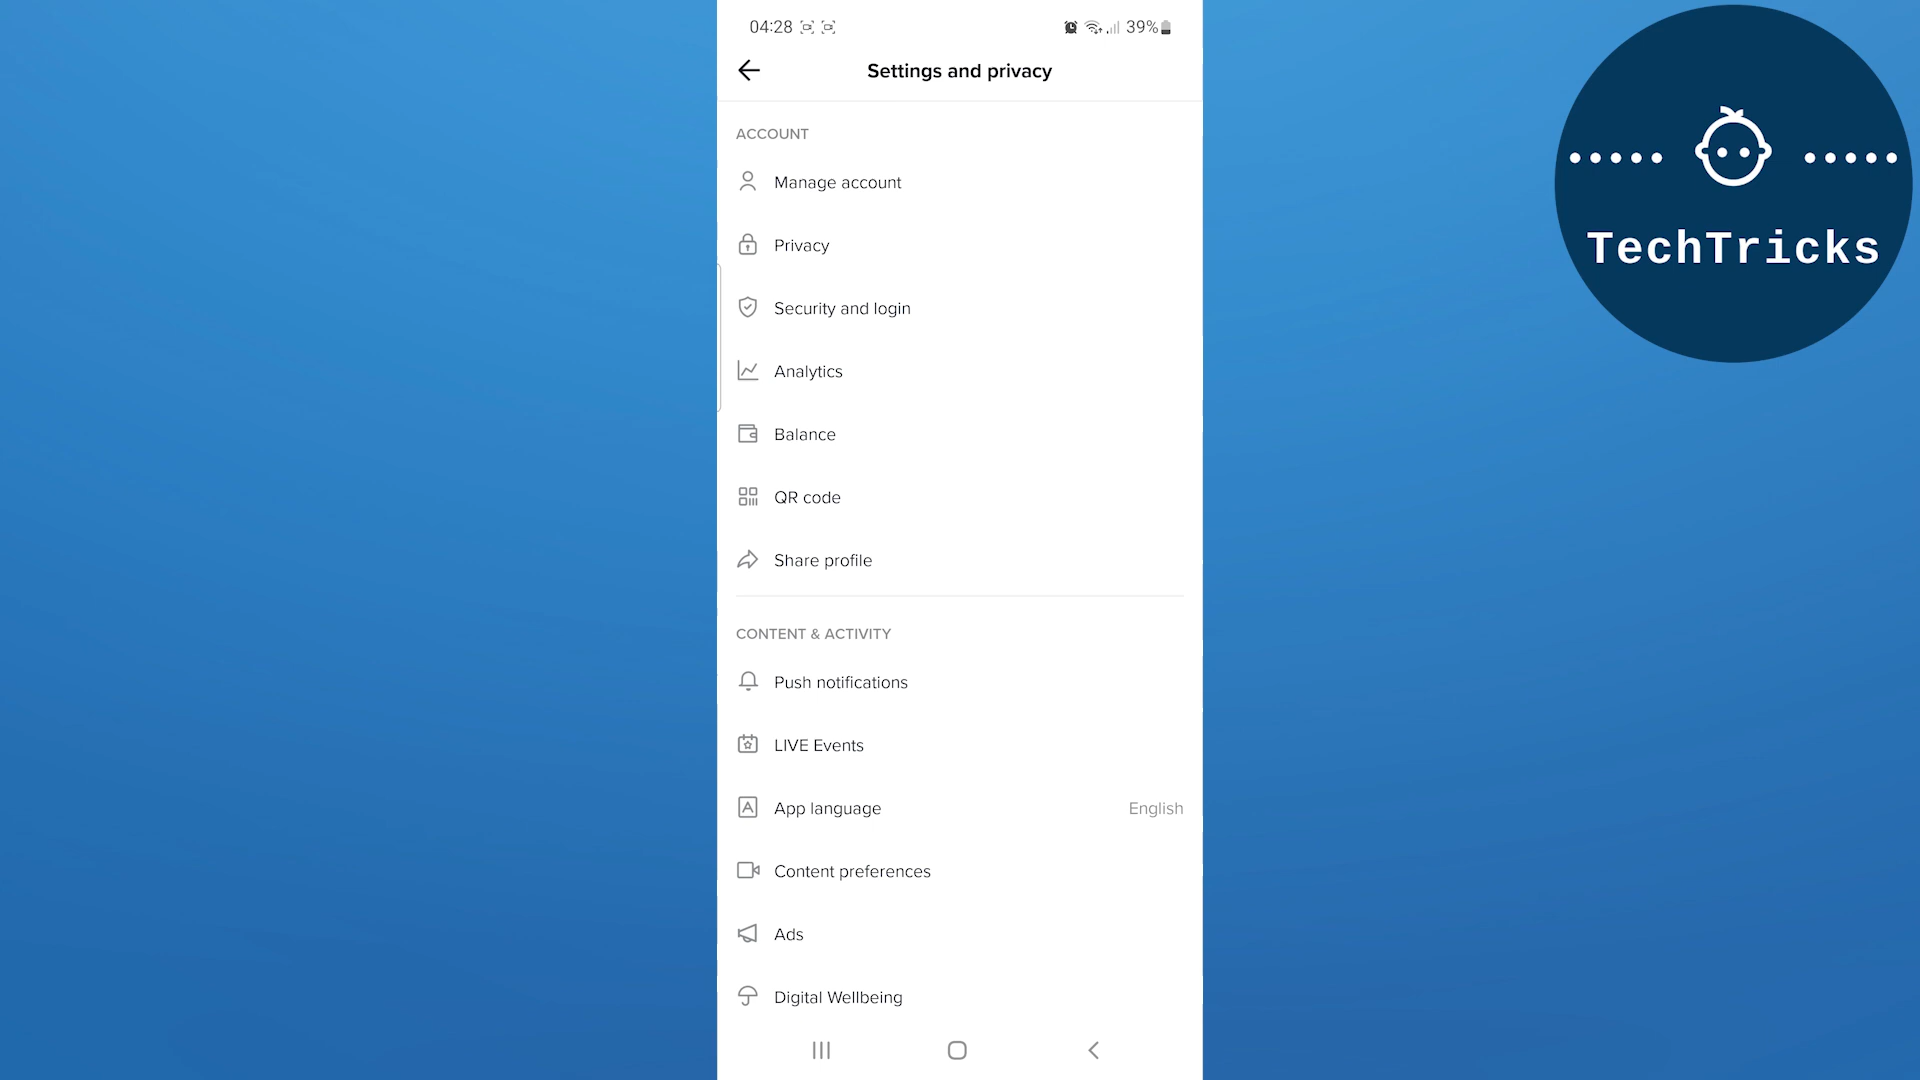 04:28
39%
Settings and privacy
ACCOUNT
Manage account
Privacy
Security and login
Analytics
Balance
QR code
Share profile
CONTENT & ACTIVITY
Push notifications
LIVE Events
App language English
Content preferences
Ads
Digital Wellbeing
TechTricks